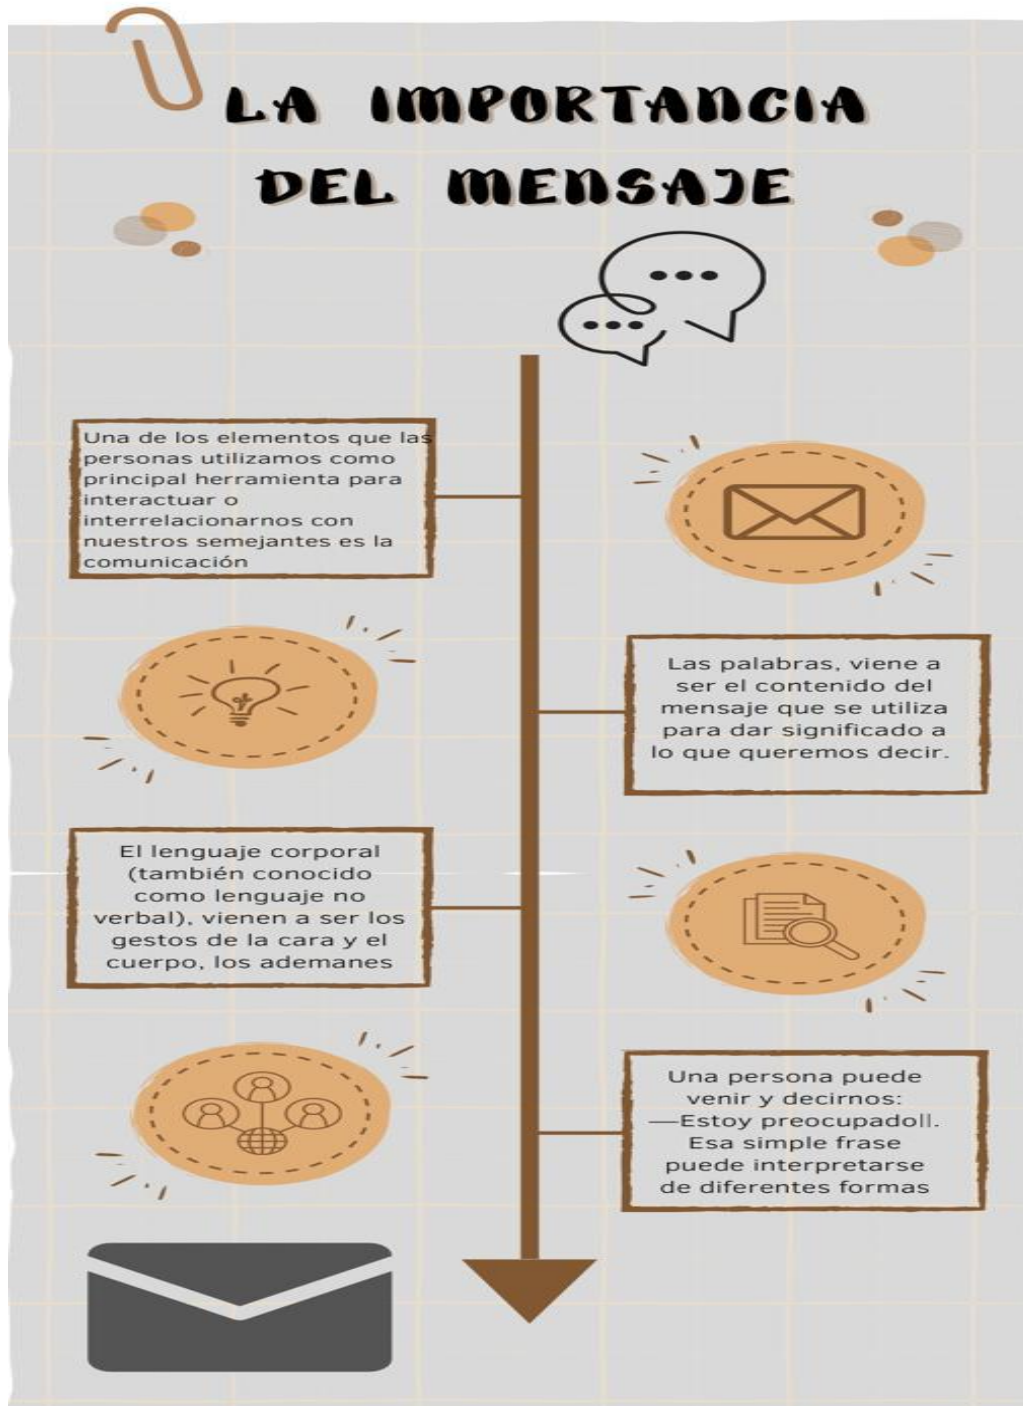 LA IMPORTANCIA
DEL MENSAJE
Una de los elementos que las
personas utilizamos como
principal herramienta para
interactuar o
interrelacionarnos con
nuestros semejantes es la
comunicación
Las palabras, viene a
ser el contenido del
mensaje que se utiliza
para dar significado a
lo que queremos decir.
El lenguaje corporal
(también conocido
como lenguaje no
verbal), vienen a ser los
gestos de la cara y el
cuerpo, los ademanes
Una persona puede
venir y decirnos:
―Estoy preocupado‖.
Esa simple frase
puede interpretarse
de diferentes formas